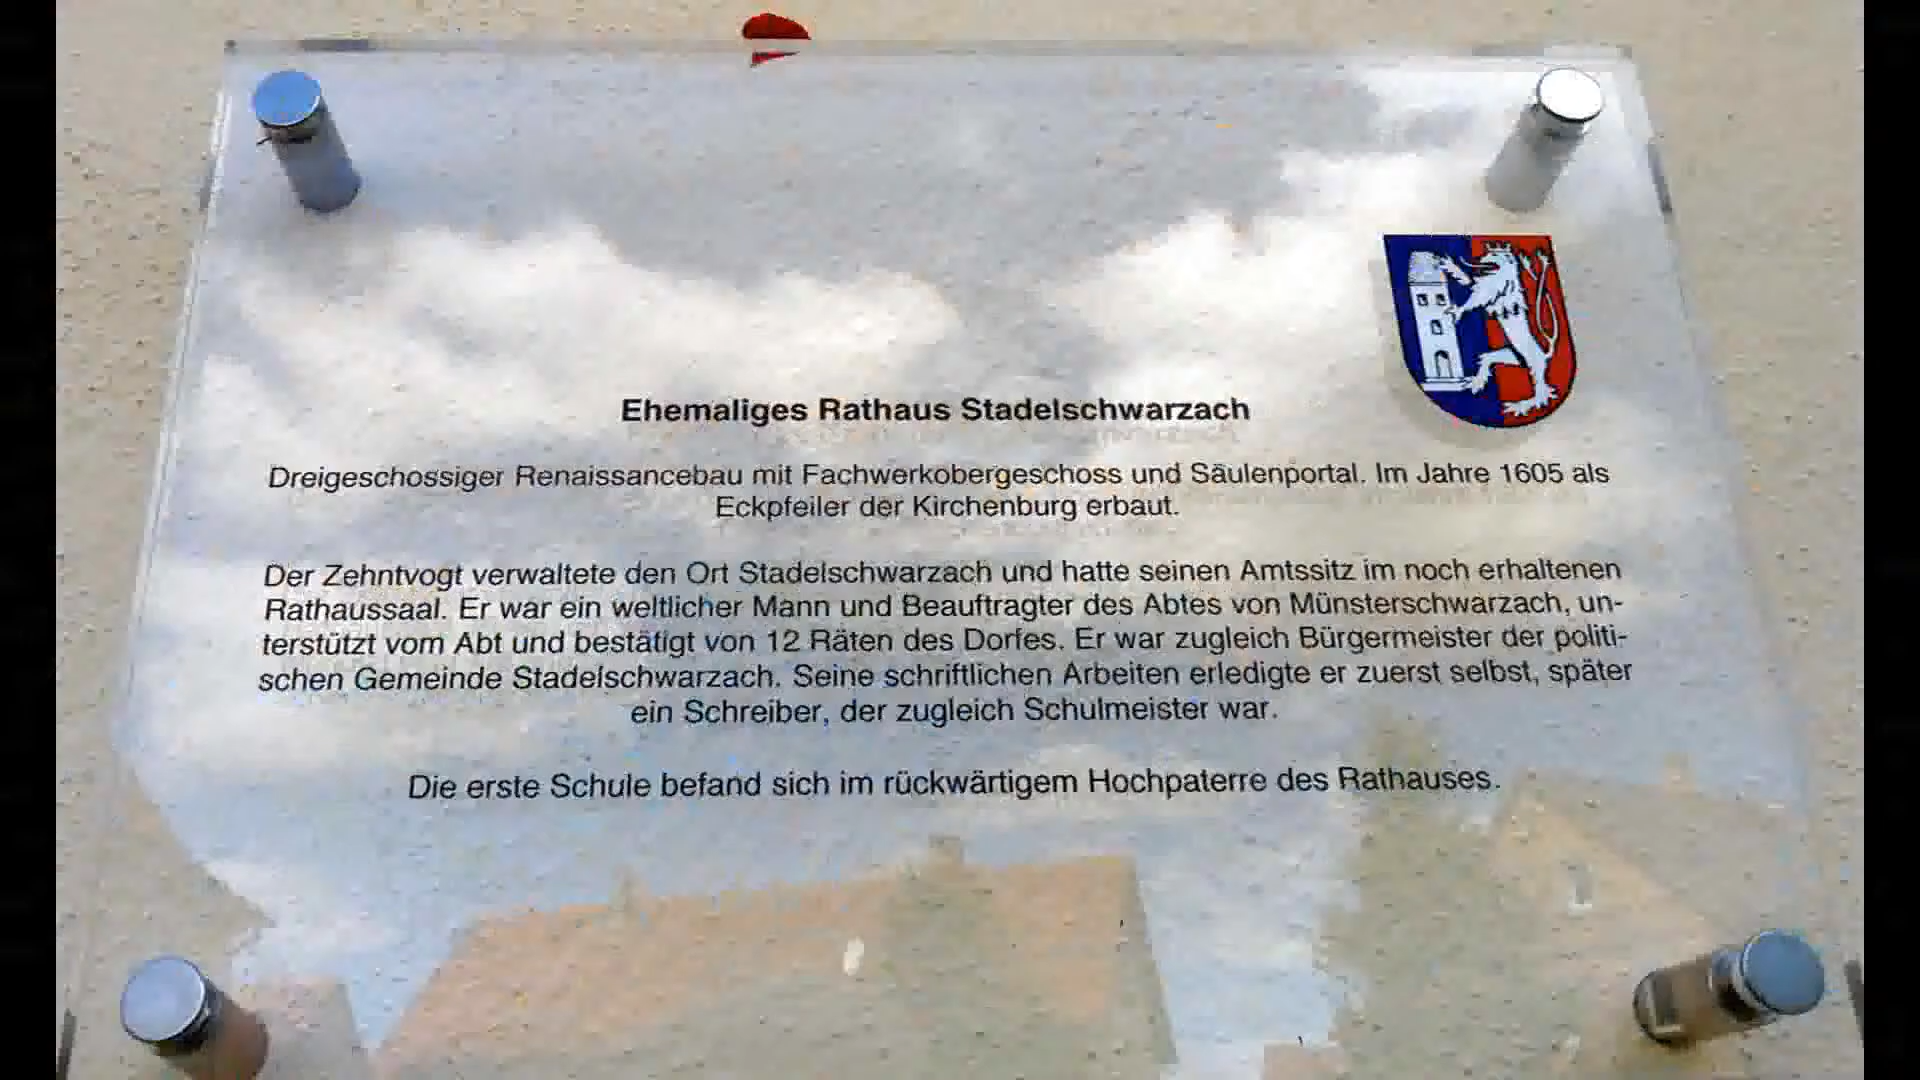 Ehemaliges Rathaus Stadelschwarzach
Dreigeschossiger Renaissancebau mit Fachwerkobergeschoss und Säulenportal. Im Jahre 1605 als
Eckpfeiler der Kirchenburg erbaut.
Der Zehntvogt verwaltete den Ort Stadelschwarzach und hatte seinen Amtssitz im noch erhaltenen
Rathaussaal. Er war ein weltlicher Mann und Beauftragter des Abtes von Münsterschwarzach, un-
terstützt vom Abt und bestätigt von 12 Räten des Dorfes. Er war zugleich Bürgermeister der politi-
schen Gemeinde Stadelschwarzach. Seine schriftlichen Arbeiten erledigte er zuerst selbst, später
ein Schreiber, der zugleich Schulmeister war.
Die erste Schule befand sich im rückwärtigem Hochpaterre des Rathauses.